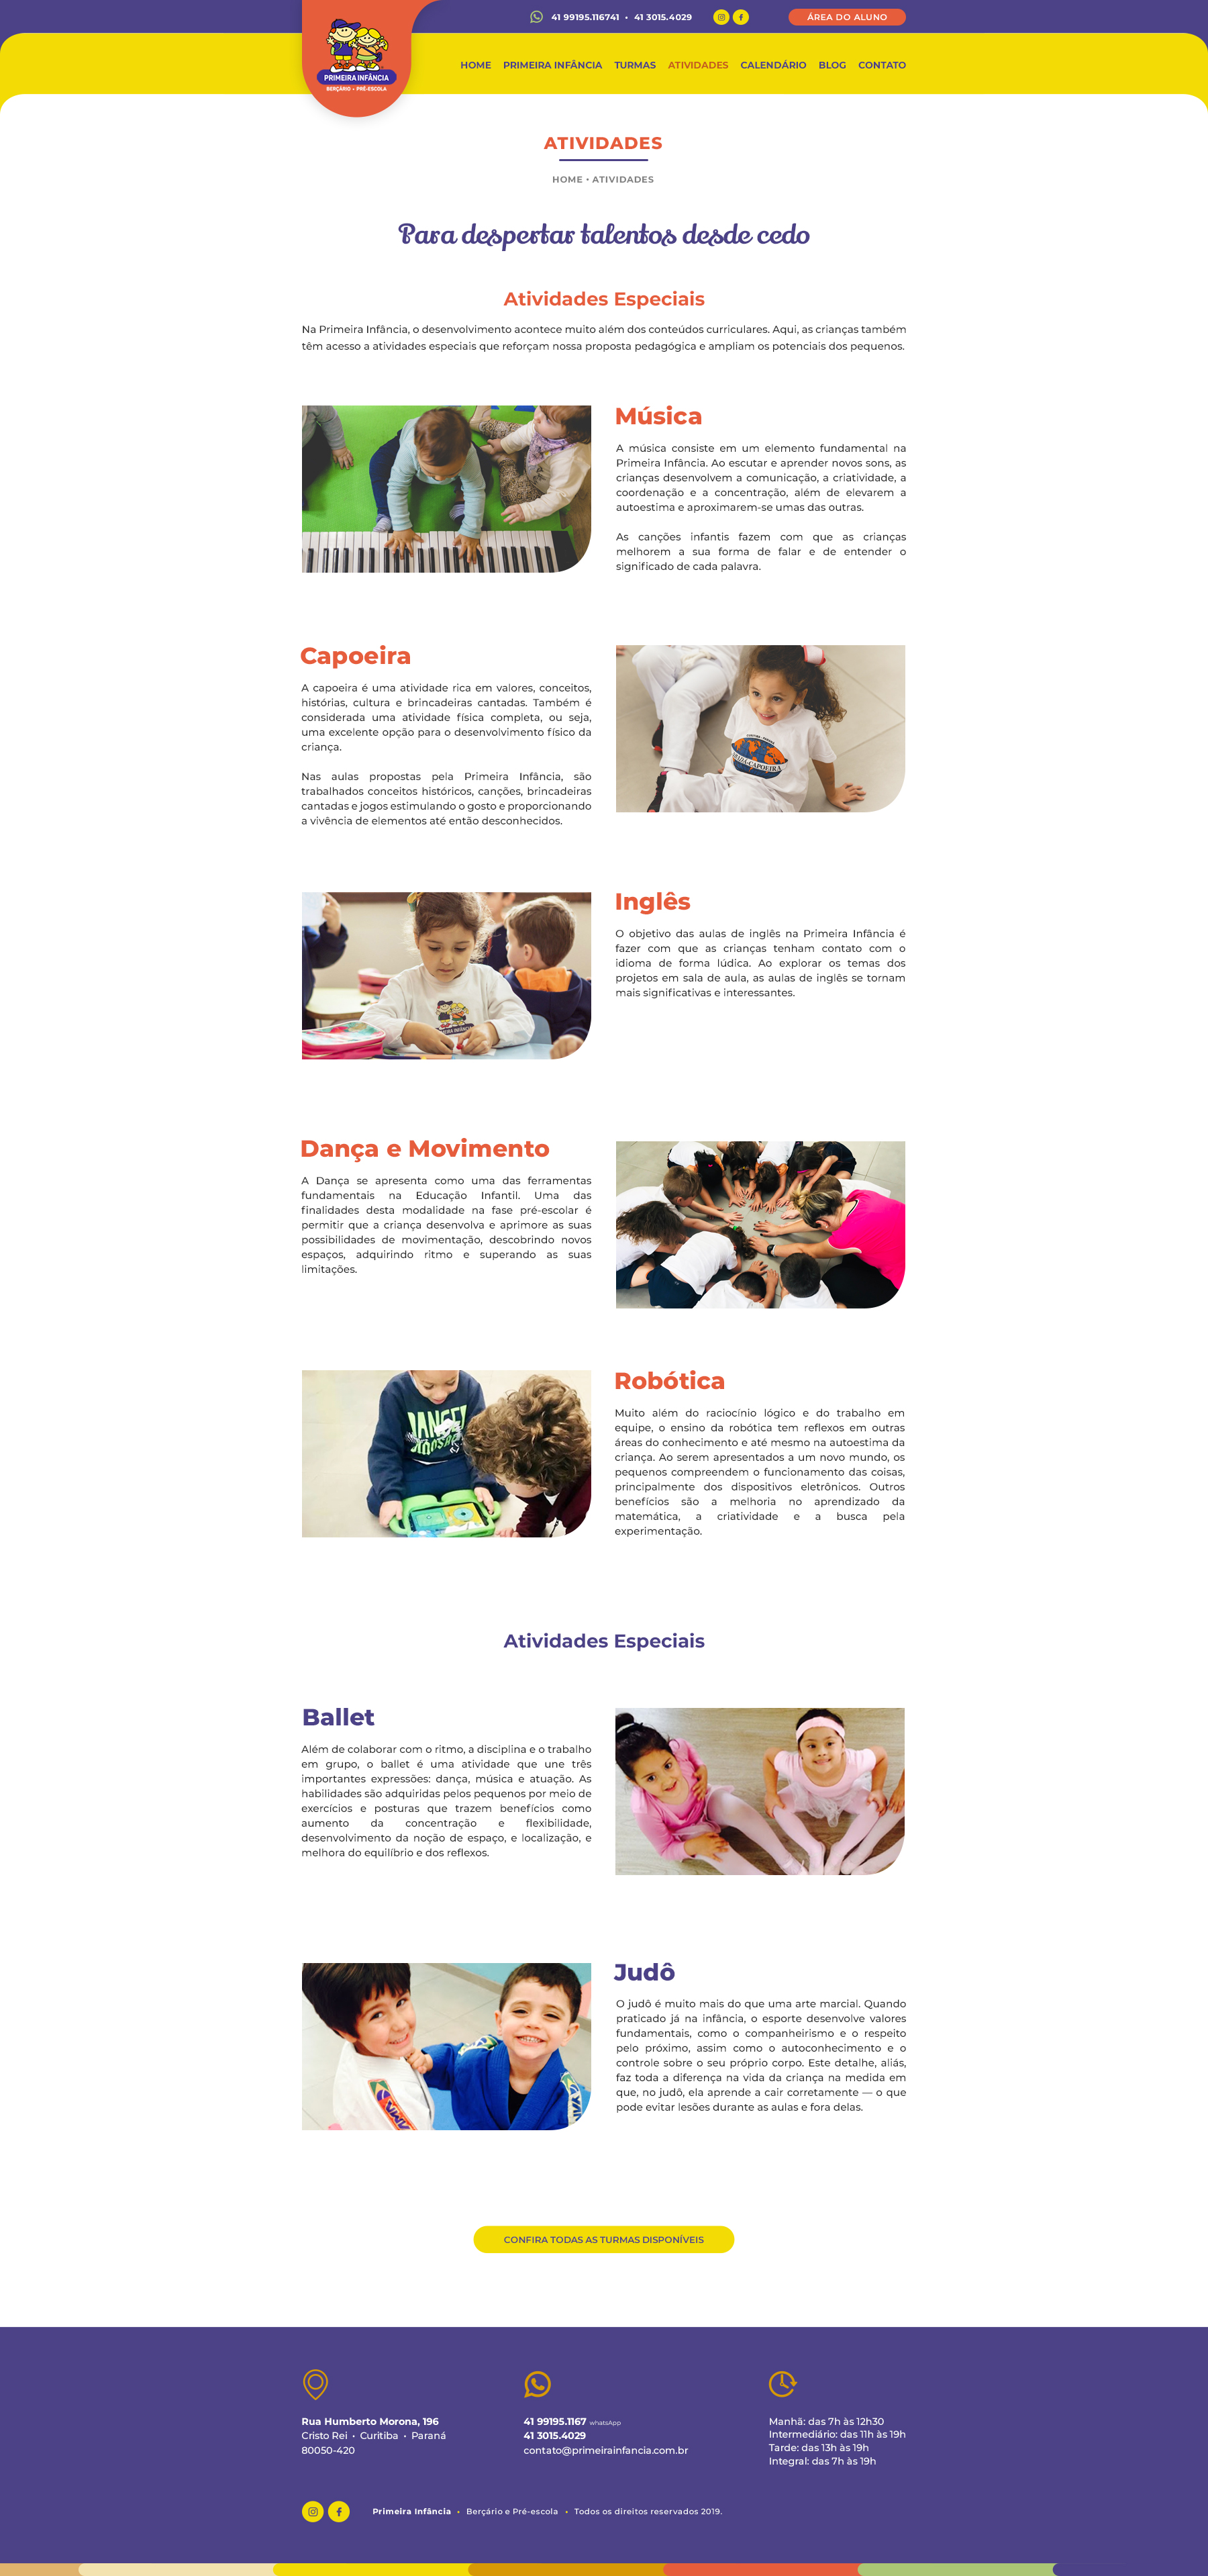 41 99195.116741 • 41 3015.4029
ÁREA DO ALUNO
PRIMEIRA INFÂNCIA
BERÇÁRIO • PRÉ-ESCOLA
HOME PRIMEIRA INFÂNCIA TURMAS ATIVIDADES CALENDÁRIO BLOG CONTATO
ATIVIDADES
HOME • ATIVIDADES
Para despertar talentos desde cedo
Atividades Especiais
Na Primeira Infância, o desenvolvimento acontece muito além dos conteúdos curriculares. Aqui, as crianças também
têm acesso a atividades especiais que reforçam nossa proposta pedagógica e ampliam os potenciais dos pequenos.
Música
A música consiste em um elemento fundamental na
Primeira Infância. Ao escutar e aprender novos sons, as
crianças desenvolvem a comunicação, a criatividade, a
coordenação e a concentração, além de elevarem a
autoestima e aproximarem-se umas das outras.
As canções infantis fazem com que as crianças
melhorem a sua forma de falar e de entender o
significado de cada palavra.
Capoeira
A capoeira é uma atividade rica em valores, conceitos,
histórias, cultura e brincadeiras cantadas. Também é
considerada uma atividade física completa, ou seja,
uma excelente opção para o desenvolvimento físico da
criança.
Nas aulas propostas pela Primeira Infância, são
trabalhados conceitos históricos, canções, brincadeiras
cantadas e jogos estimulando o gosto e proporcionando
a vivência de elementos até então desconhecidos.
Inglês
O objetivo das aulas de inglês na Primeira Infância é
fazer com que as crianças tenham contato com o
idioma de forma lúdica. Ao explorar os temas dos
projetos em sala de aula, as aulas de inglês se tornam
mais significativas e interessantes.
Dança e Movimento
A Dança se apresenta como uma das ferramentas
fundamentais na Educação Infantil. Uma das
finalidades desta modalidade na fase pré-escolar é
permitir que a criança desenvolva e aprimore as suas
possibilidades de movimentação, descobrindo novos
espaços, adquirindo ritmo e superando as suas
limitações.
Robótica
Muito além do raciocínio lógico e do trabalho em
equipe, o ensino da robótica tem reflexos em outras
áreas do conhecimento e até mesmo na autoestima da
criança. Ao serem apresentados a um novo mundo, os
pequenos compreendem o funcionamento das coisas,
principalmente dos dispositivos eletrônicos. Outros
benefícios são a melhoria no aprendizado da
matemática, a criatividade e a busca pela
experimentação.
Atividades Especiais
Ballet
Além de colaborar com o ritmo, a disciplina e o trabalho
em grupo, o ballet é uma atividade que une três
importantes expressões: dança, música e atuação. As
habilidades são adquiridas pelos pequenos por meio de
exercícios e posturas que trazem benefícios como
aumento da concentração e flexibilidade,
desenvolvimento da noção de espaço, e localização, e
melhora do equilíbrio e dos reflexos.
Judô
O judô é muito mais do que uma arte marcial. Quando
praticado já na infância, o esporte desenvolve valores
fundamentais, como o companheirismo e o respeito
pelo próximo, assim como o autoconhecimento e o
controle sobre o seu próprio corpo. Este detalhe, aliás,
faz toda a diferença na vida da criança na medida em
que, no judô, ela aprende a cair corretamente — o que
pode evitar lesões durante as aulas e fora delas.
CONFIRA TODAS AS TURMAS DISPONÍVEIS
Rua Humberto Morona, 196
Cristo Rei • Curitiba • Paraná
80050-420
41 99195.1167 whatsApp
41 3015.4029
contato@primeirainfancia.com.br
Manhã: das 7h às 12h30
Intermediário: das 11h às 19h
Tarde: das 13h às 19h
Integral: das 7h às 19h
Primeira Infância • Berçário e Pré-escola • Todos os direitos reservados 2019.